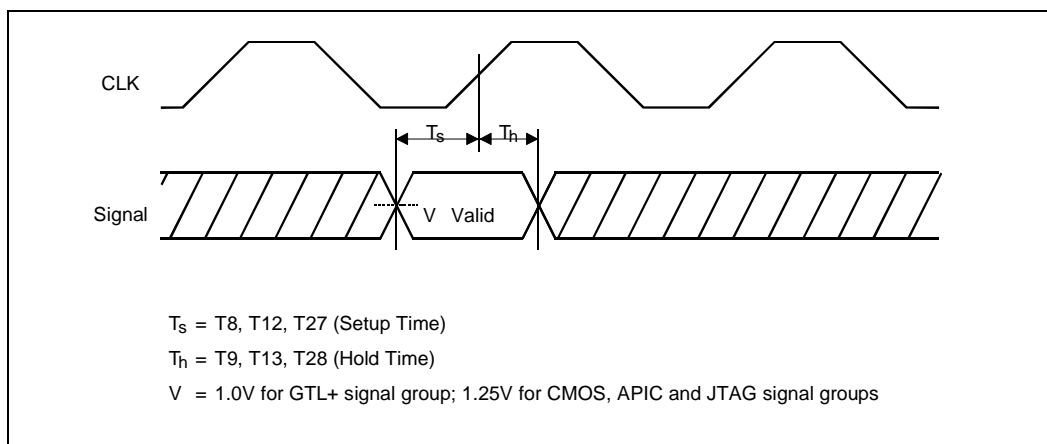 CLK
Ts Th
Signal
V Valid
Ts = T8, T12, T27 (Setup Time)
Th = T9, T13, T28 (Hold Time)
V = 1.0V for GTL+ signal group; 1.25V for CMOS, APIC and JTAG signal groups